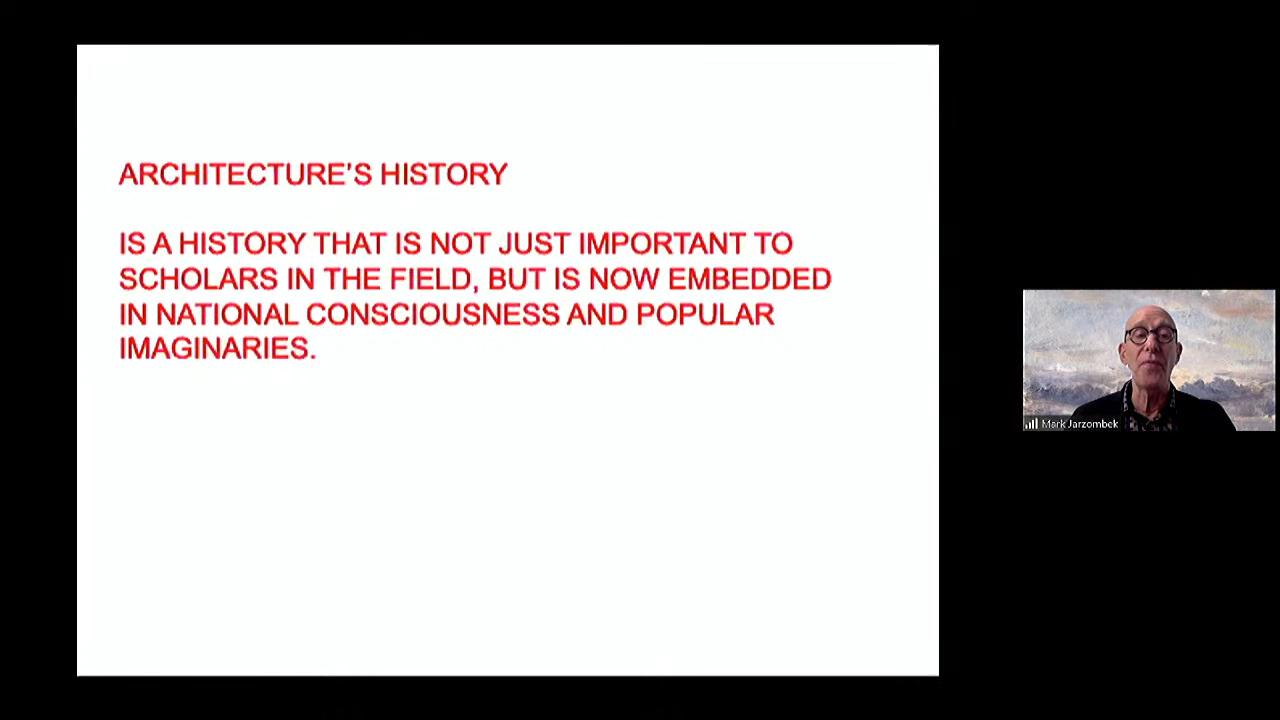 ARCHITECTURE’S HISTORY
IS A HISTORY THAT IS NOT JUST IMPORTANT TO
SCHOLARS IN THE FIELD, BUT IS NOW EMBEDDED
IN NATIONAL CONSCIOUSNESS AND POPULAR
IMAGINARIES.
Mark Jarzombek